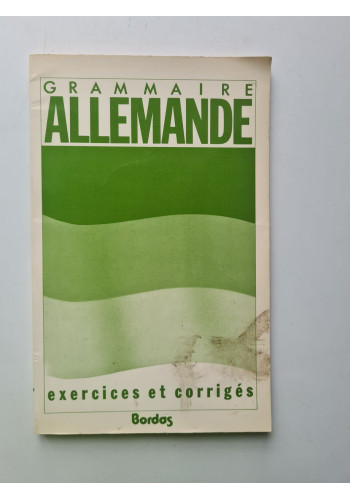 GRAMMAIRE
ALLEMANDE
exercices et corrigés
Bordas